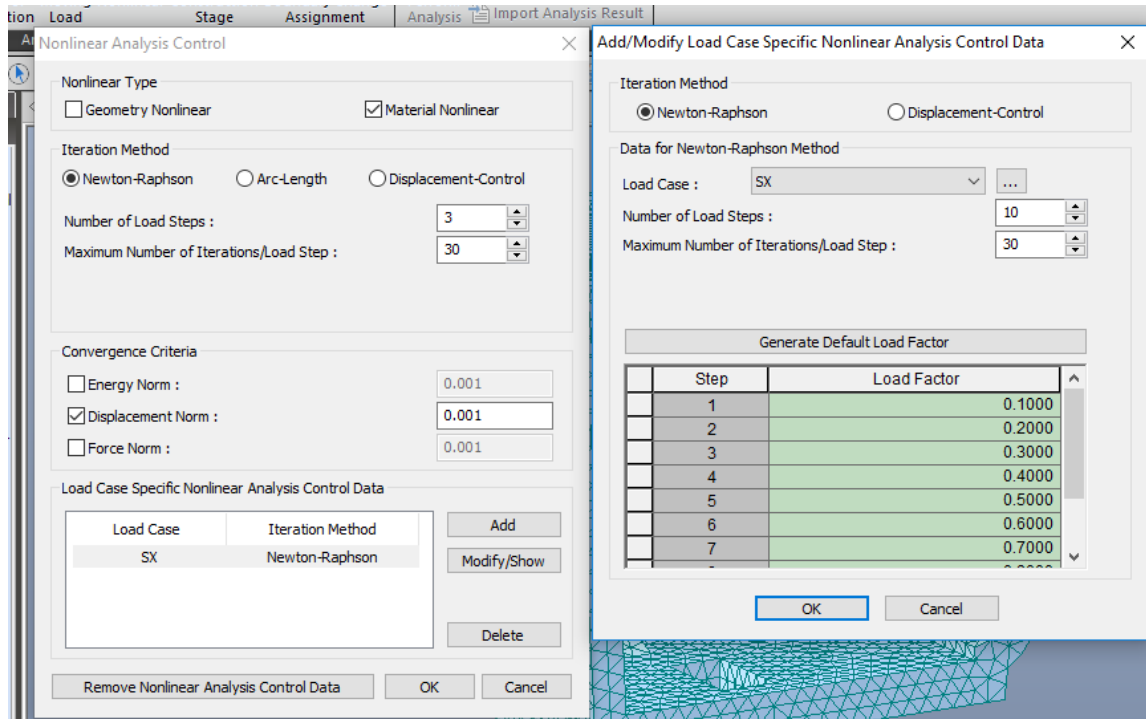 tion Load Stage Assignment Analysis Import Analysis Result
Nonlinear Analysis Control
Nonlinear Type
Geometry Nonlinear Material Nonlinear
Iteration Method
Newton-Raphson Arc-Length Displacement-Control
Number of Load Steps : 3
Maximum Number of Iterations/Load Step : 30
Convergence Criteria
Energy Norm : 0.001
Displacement Norm : 0.001
Force Norm : 0.001
Load Case Specific Nonlinear Analysis Control Data
Load Case Iteration Method
SX Newton-Raphson
Add
Modify/Show
Delete
Remove Nonlinear Analysis Control Data OK Cancel
Add/Modify Load Case Specific Nonlinear Analysis Control Data
Iteration Method
Newton-Raphson Displacement-Control
Data for Newton-Raphson Method
Load Case : SX ...
Number of Load Steps : 10
Maximum Number of Iterations/Load Step : 30
Generate Default Load Factor
Step Load Factor
1 0.1000
2 0.2000
3 0.3000
4 0.4000
5 0.5000
6 0.6000
7 0.7000
OK Cancel